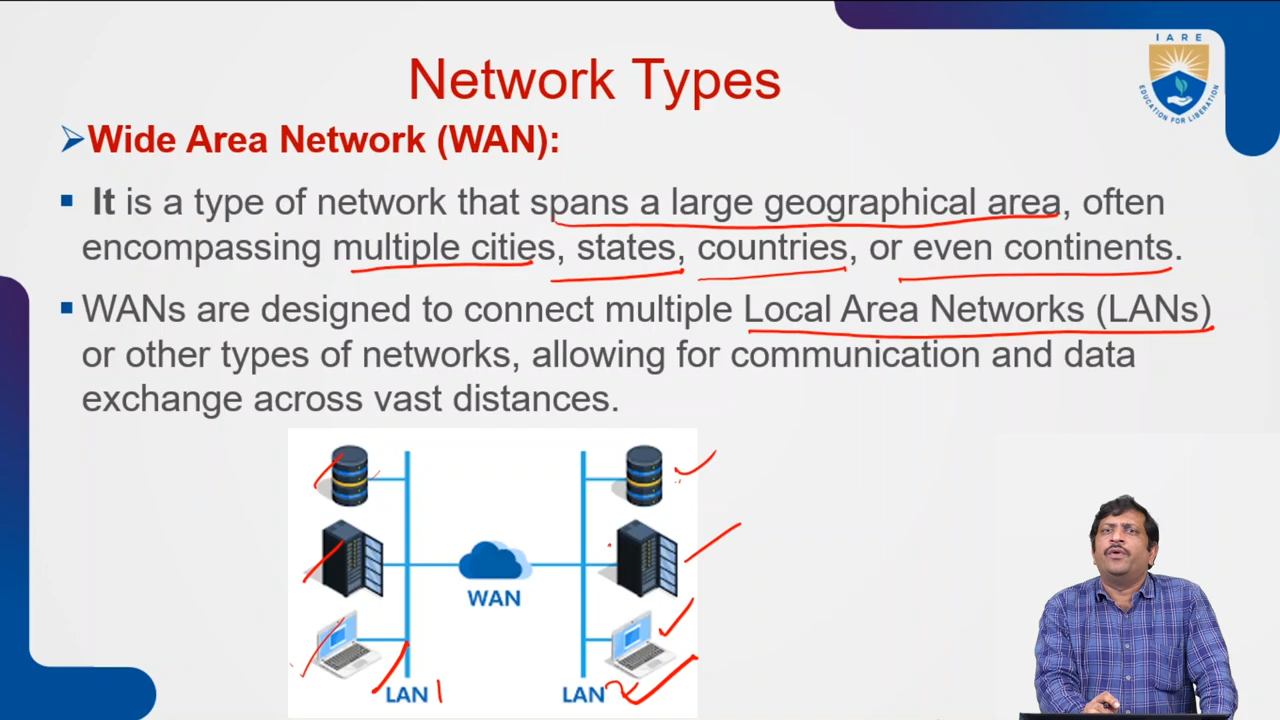 IARE
EDUCATION FOR LIBERATION
Network Types
Wide Area Network (WAN):
It is a type of network that spans a large geographical area, often
encompassing multiple cities, states, countries, or even continents.
WANs are designed to connect multiple Local Area Networks (LANs)
or other types of networks, allowing for communication and data
exchange across vast distances.
WAN
LAN 1
LAN 2